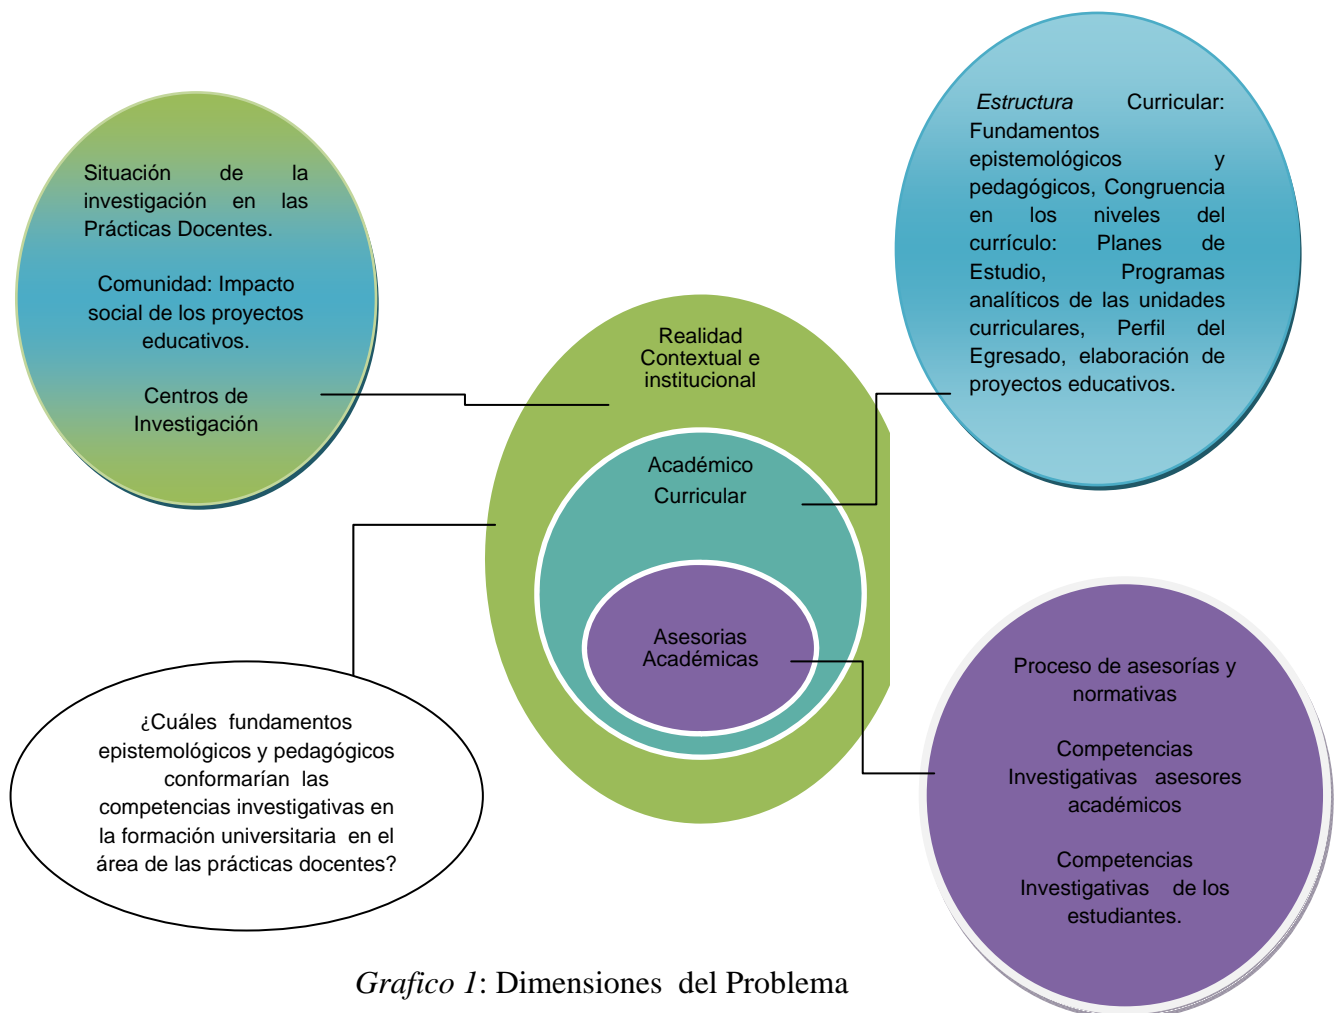 Situación de la
investigación en las
Prácticas Docentes.
Comunidad: Impacto
social de los proyectos
educativos.
Centros de
Investigación
Estructura Curricular:
Fundamentos
epistemológicos y
pedagógicos, Congruencia
en los niveles del
currículo: Planes de
Estudio, Programas
analíticos de las unidades
curriculares, Perfil del
Egresado, elaboración de
proyectos educativos.
Realidad
Contextual e
institucional
Académico
Curricular
Asesorias
Académicas
¿Cuáles fundamentos
epistemológicos y pedagógicos
conformarían las
competencias investigativas en
la formación universitaria en el
área de las prácticas docentes?
Proceso de asesorías y
normativas
Competencias
Investigativas asesores
académicos
Competencias
Investigativas de los
estudiantes.
Grafico 1: Dimensiones del Problema